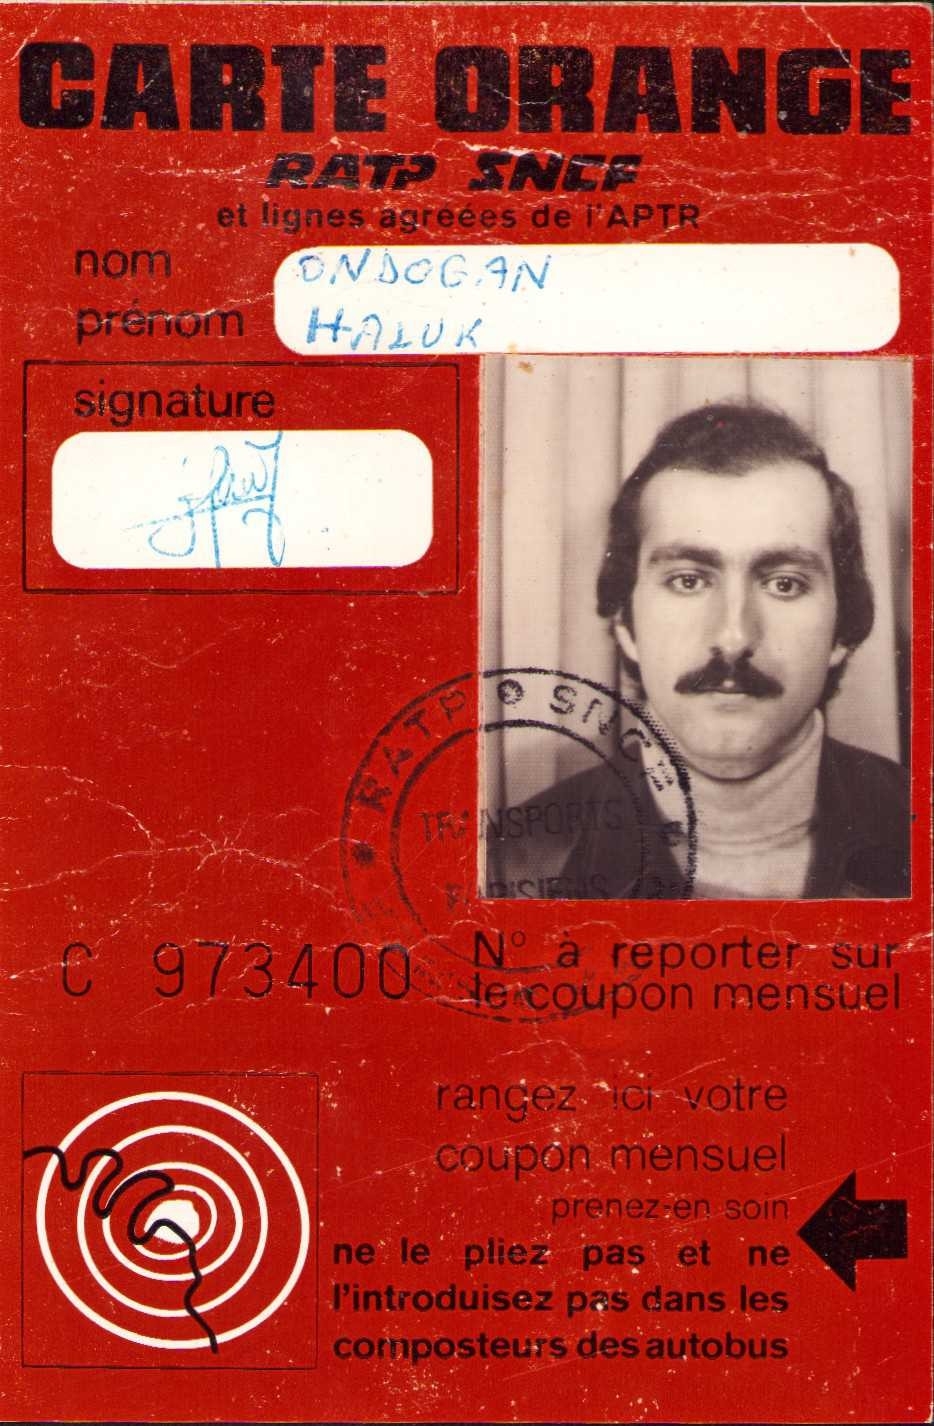 CARTE ORANGE
RATP SNCF
et lignes agréées de l'APTR
nom
ONDOGAN
prénom
HALUK
signature
RATP SNCF
TRANSPORTS
PARISIENS
C 973400
N° à reporter sur
le coupon mensuel
rangez ici votre
coupon mensuel
prenez-en soin
ne le pliez pas et ne
l'introduisez pas dans les
composteurs des autobus